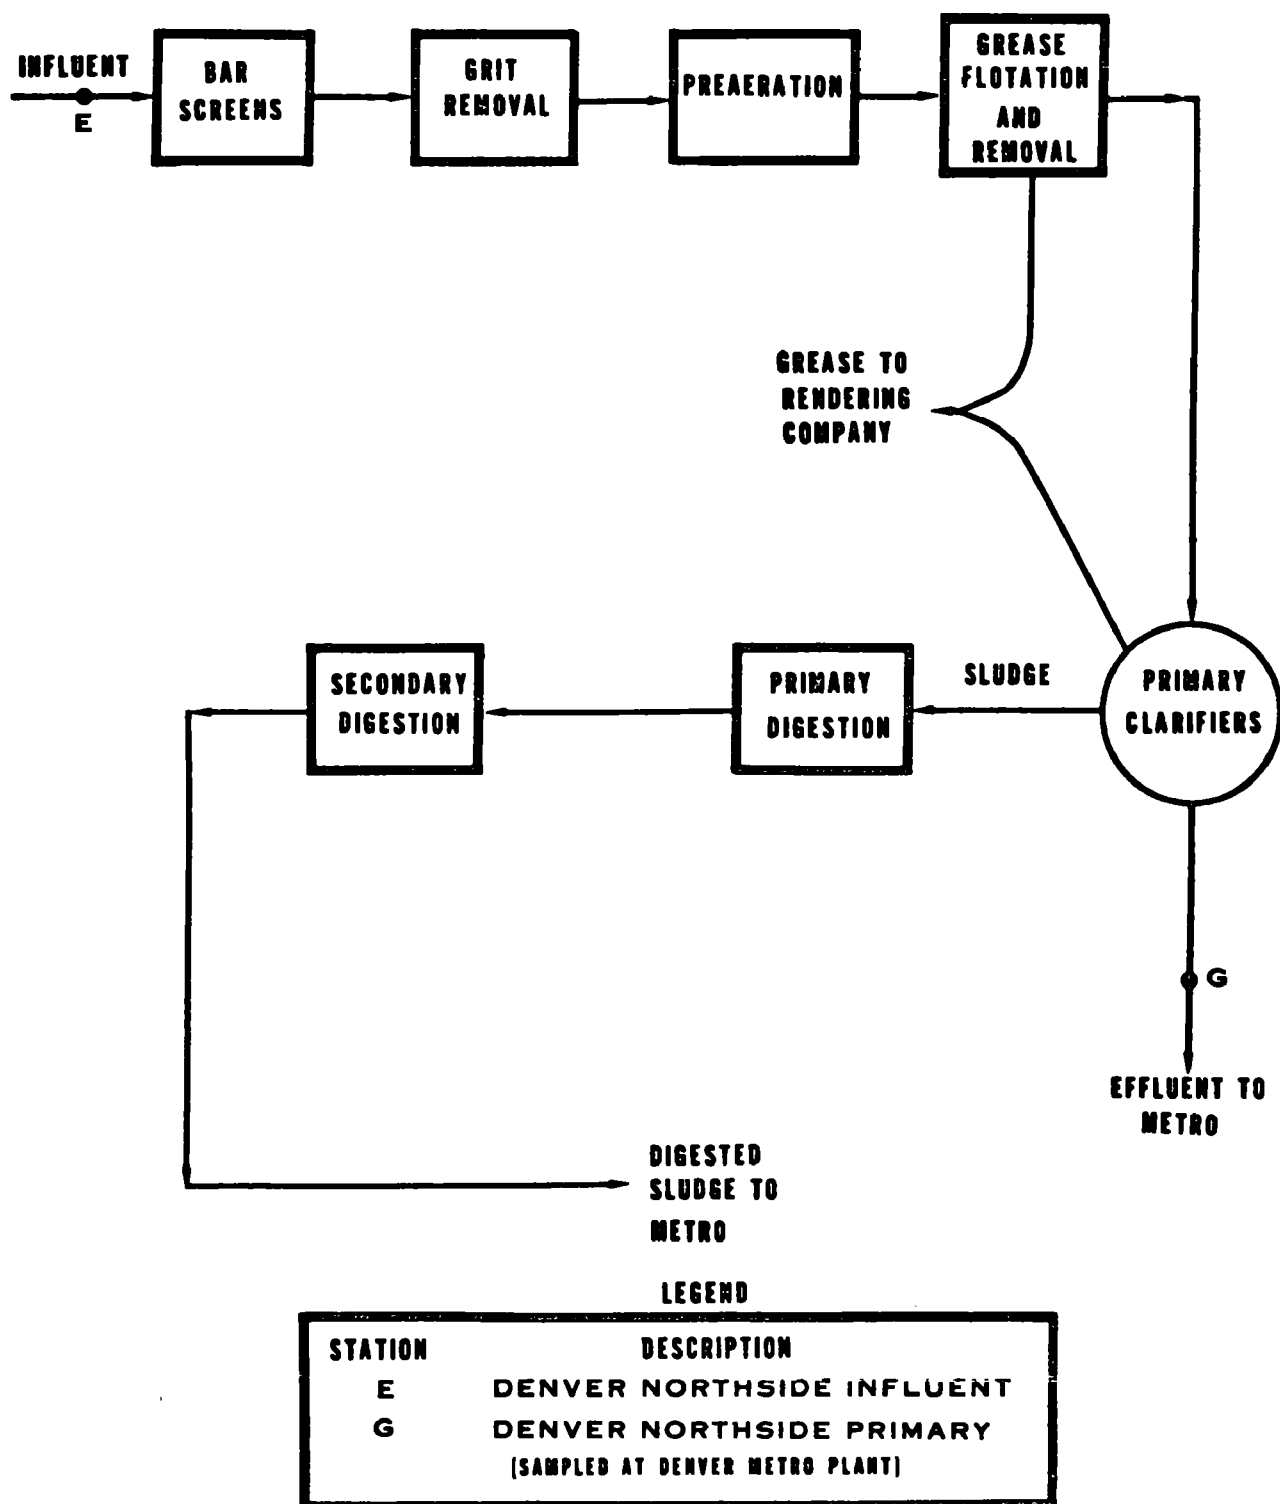 INFLUENT
E
BAR
SCREENS
GRIT
REMOVAL
PREAERATION
GREASE
FLOTATION
AND
REMOVAL
GREASE TO
RENDERING
COMPANY
SECONDARY
DIGESTION
PRIMARY
DIGESTION
SLUDGE
PRIMARY
CLARIFIERS
G
EFFLUENT TO
METRO
DIGESTED
SLUDGE TO
METRO
LEGEND
STATION DESCRIPTION
E DENVER NORTHSIDE INFLUENT
G DENVER NORTHSIDE PRIMARY
(SAMPLED AT DENVER METRO PLANT)